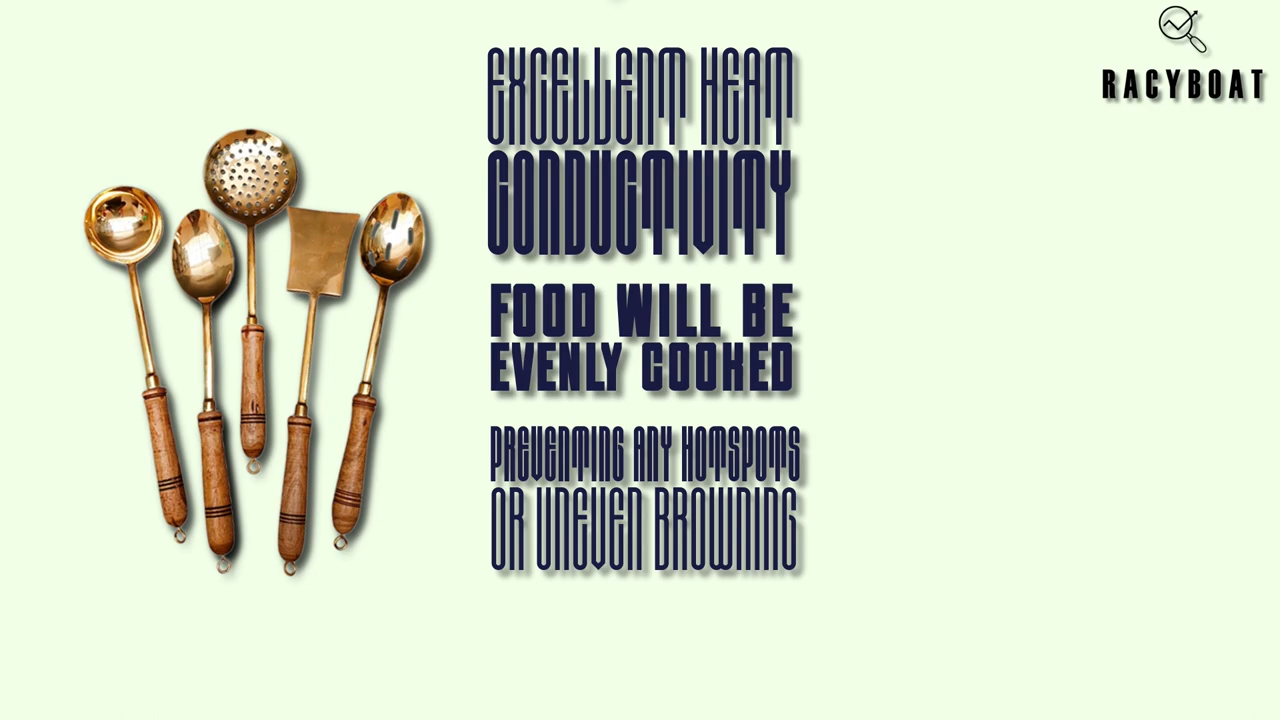 EXCELLENT HEAT
CONDUCTIVITY
FOOD WILL BE
EVENLY COOKED
PREVENTING ANY HOTSPOTS
OR UNEVEN BROWNING
RACYBOAT